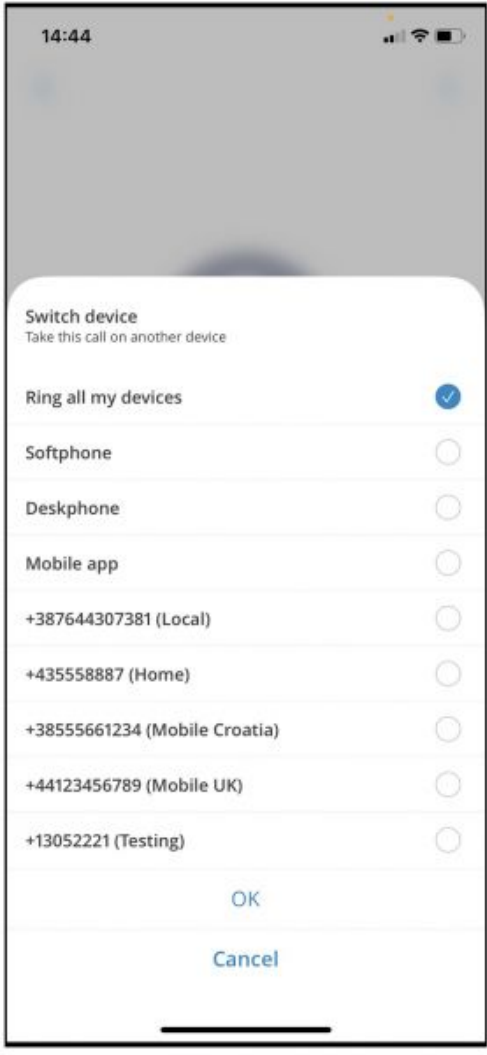 14:44
Switch device
Take this call on another device
Ring all my devices
Softphone
Deskphone
Mobile app
+387644307381 (Local)
+435558887 (Home)
+38555661234 (Mobile Croatia)
+44123456789 (Mobile UK)
+13052221 (Testing)
OK
Cancel